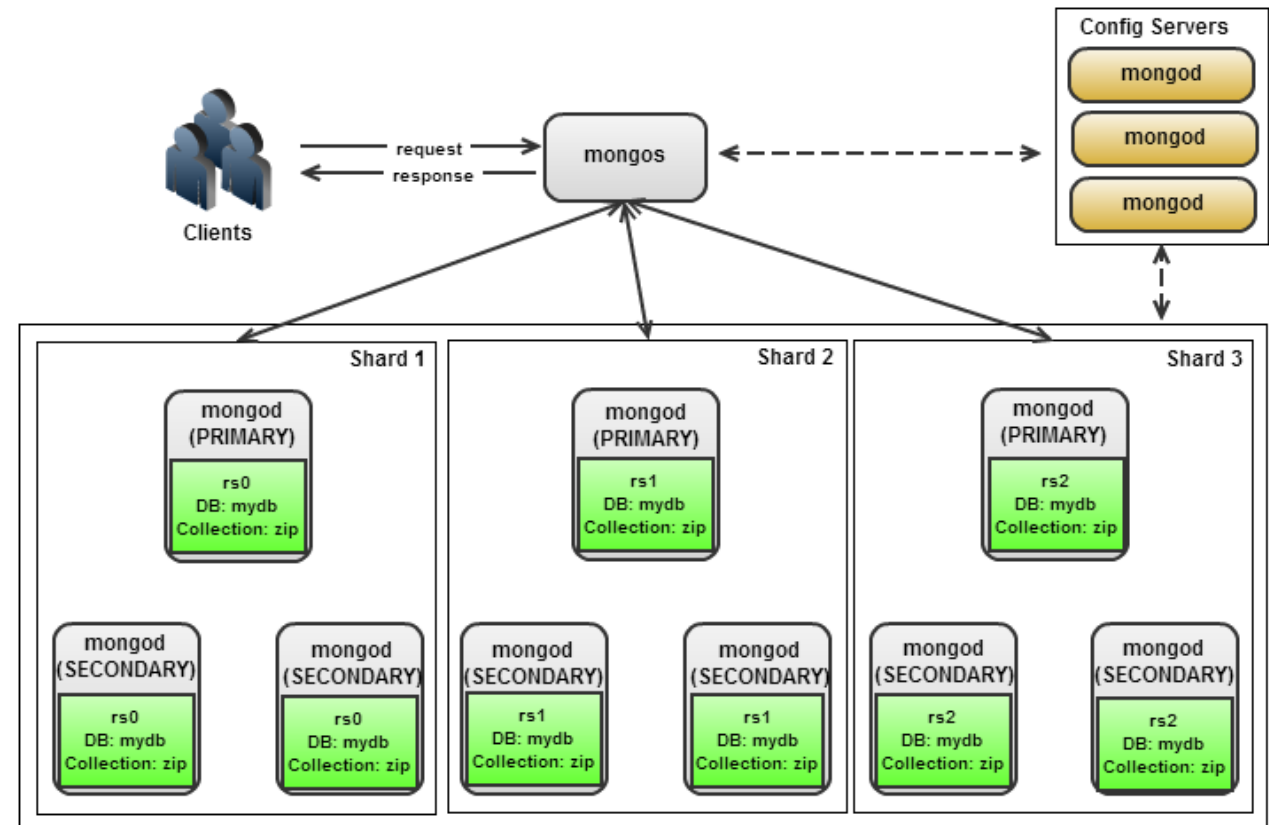 Config Servers
mongod
mongod
mongod
request
response
mongos
Clients
Shard 1
mongod
(PRIMARY)
rs0
DB: mydb
Collection: zip
mongod
(SECONDARY)
rs0
DB: mydb
Collection: zip
mongod
(SECONDARY)
rs0
DB: mydb
Collection: zip
Shard 2
mongod
(PRIMARY)
rs1
DB: mydb
Collection: zip
mongod
(SECONDARY)
rs1
DB: mydb
Collection: zip
mongod
(SECONDARY)
rs1
DB: mydb
Collection: zip
Shard 3
mongod
(PRIMARY)
rs2
DB: mydb
Collection: zip
mongod
(SECONDARY)
rs2
DB: mydb
Collection: zip
mongod
(SECONDARY)
rs2
DB: mydb
Collection: zip